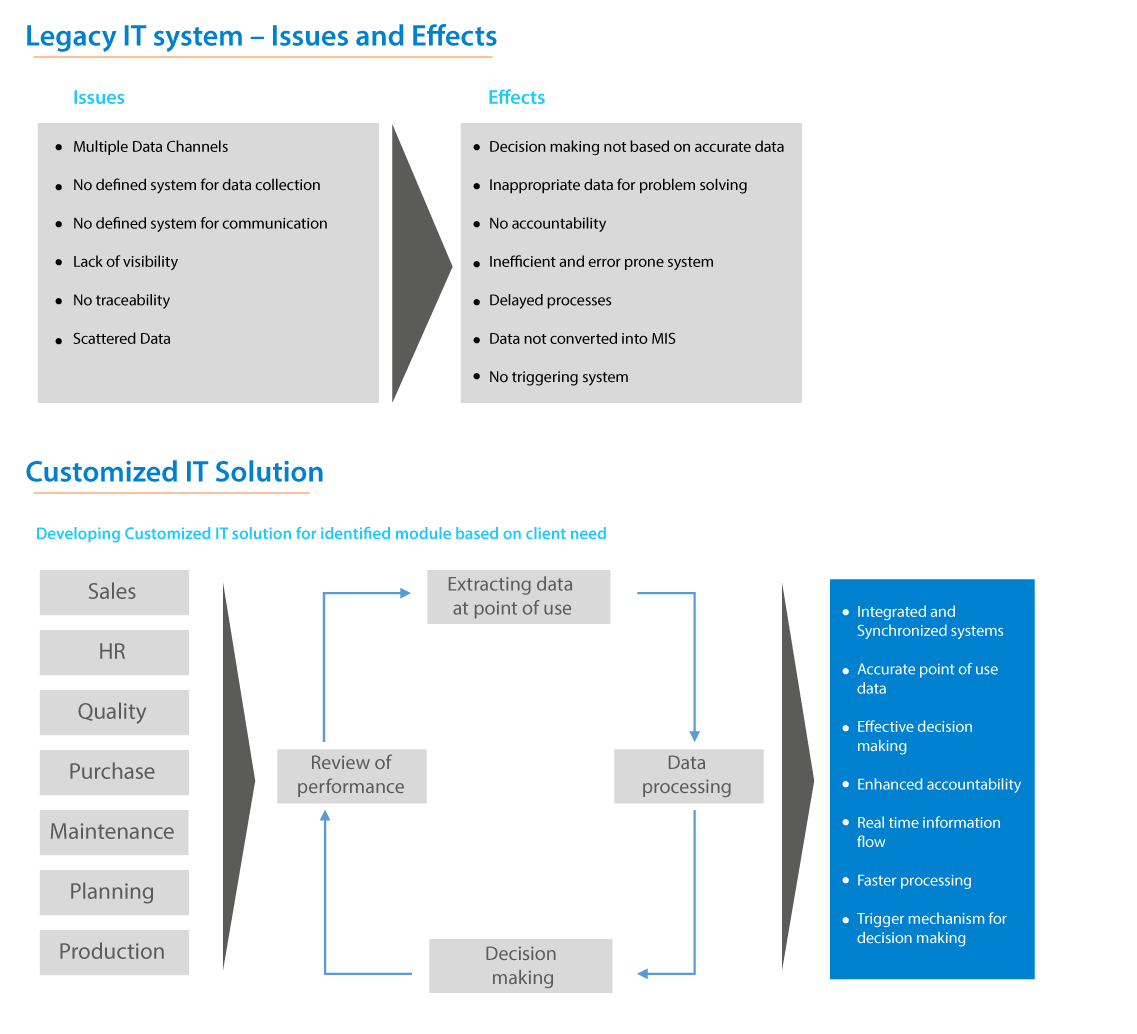 Legacy IT system – Issues and Effects
Issues
• Multiple Data Channels
• No defined system for data collection
• No defined system for communication
• Lack of visibility
• No traceability
• Scattered Data
Effects
• Decision making not based on accurate data
• Inappropriate data for problem solving
• No accountability
• Inefficient and error prone system
• Delayed processes
• Data not converted into MIS
• No triggering system
Customized IT Solution
Developing Customized IT solution for identified module based on client need
Sales
HR
Quality
Purchase
Maintenance
Planning
Production
Extracting data
at point of use
Data
processing
Decision
making
Review of
performance
• Integrated and
Synchronized systems
• Accurate point of use
data
• Effective decision
making
• Enhanced accountability
• Real time information
flow
• Faster processing
• Trigger mechanism for
decision making